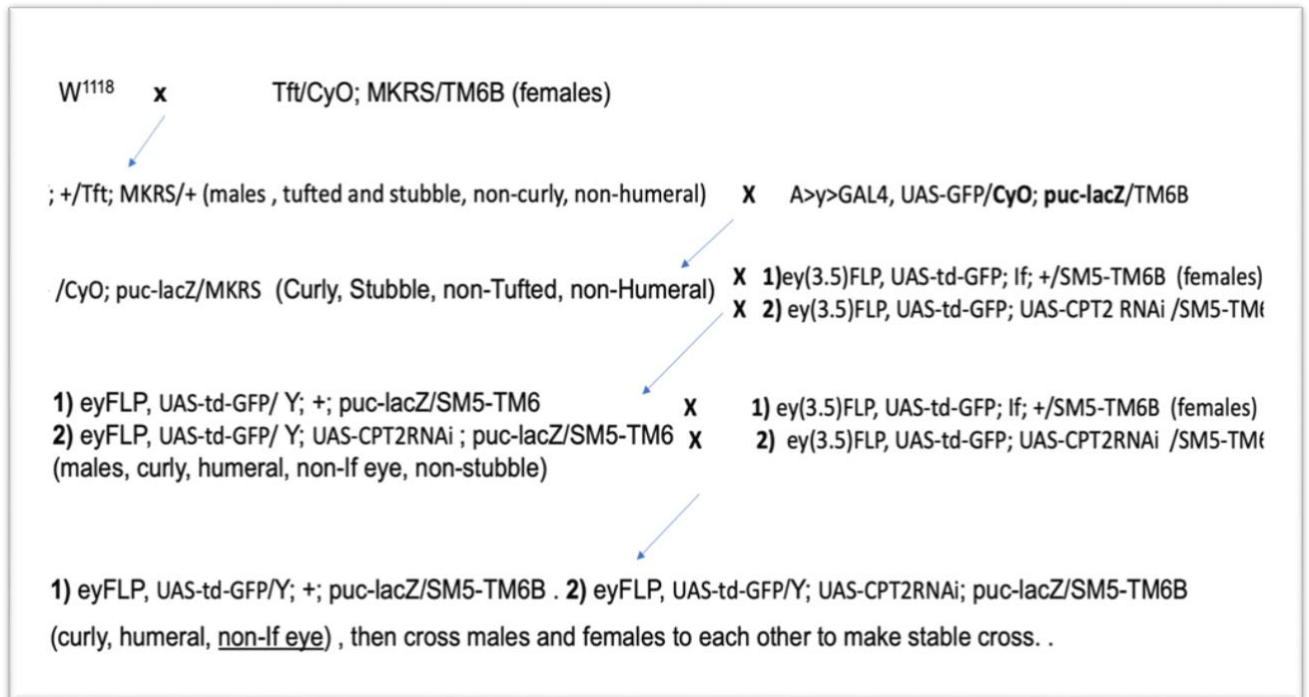 W1118 x Tft/CyO; MKRS/TM6B (females)
; +/Tft; MKRS/+ (males , tufted and stubble, non-curly, non-humeral) X A>y>GAL4, UAS-GFP/CyO; puc-lacZ/TM6B
/CyO; puc-lacZ/MKRS (Curly, Stubble, non-Tufted, non-Humeral) X 1)ey(3.5)FLP, UAS-td-GFP; If; +/SM5-TM6B (females)
X 2) ey(3.5)FLP, UAS-td-GFP; UAS-CPT2 RNAi /SM5-TM
1) eyFLP, UAS-td-GFP/ Y; +; puc-lacZ/SM5-TM6 X 1) ey(3.5)FLP, UAS-td-GFP; If; +/SM5-TM6B (females)
2) eyFLP, UAS-td-GFP/ Y; UAS-CPT2RNAi ; puc-lacZ/SM5-TM6 X 2) ey(3.5)FLP, UAS-td-GFP; UAS-CPT2RNAi /SM5-TM
(males, curly, humeral, non-If eye, non-stubble)
1) eyFLP, UAS-td-GFP/Y; +; puc-lacZ/SM5-TM6B . 2) eyFLP, UAS-td-GFP/Y; UAS-CPT2RNAi; puc-lacZ/SM5-TM6B
(curly, humeral, non-If eye) , then cross males and females to each other to make stable cross. .